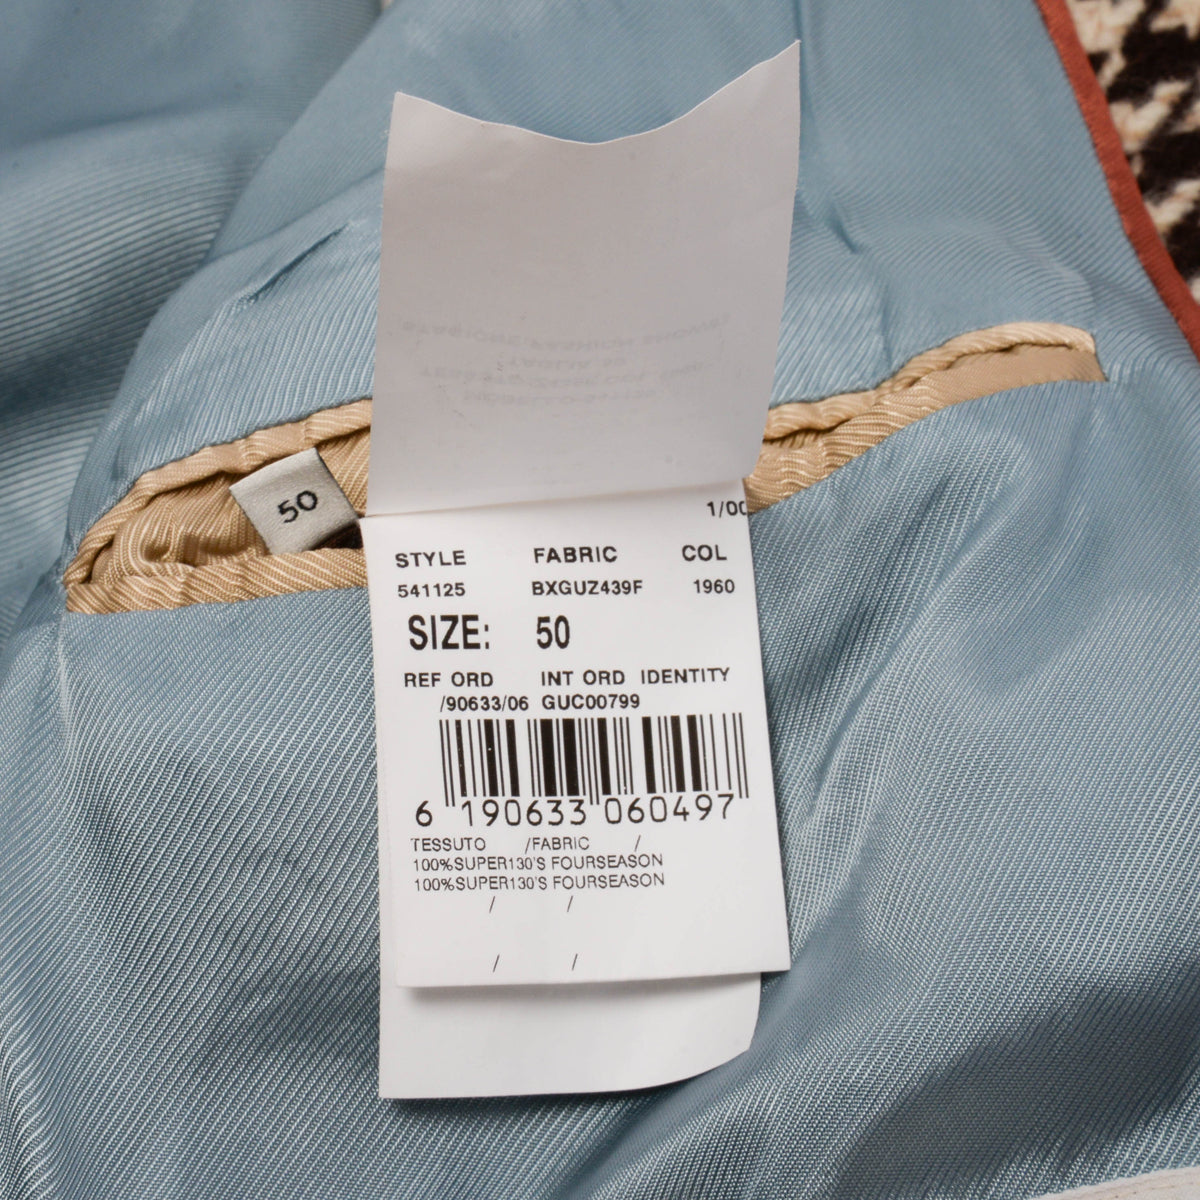 50
1/00
STYLE FABRIC COL
541125 BXGUZ439F 1960
SIZE: 50
REF ORD INT ORD IDENTITY
/90633/06 GUC00799
6 190633 060497
TESSUTO /FABRIC /
100%SUPER130'S FOURSEASON
100%SUPER130'S FOURSEASON
/ /
/ /